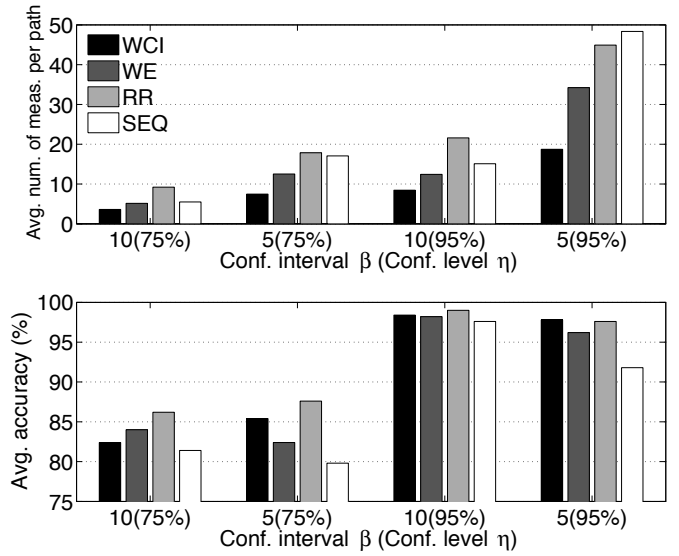 Avg. num. of meas. per path
50
40
30
20
10
0
WCI
WE
RR
SEQ
10(75%) 5(75%) 10(95%) 5(95%)
Conf. interval β (Conf. level η)
Avg. accuracy (%)
100
95
90
85
80
75
10(75%) 5(75%) 10(95%) 5(95%)
Conf. interval β (Conf. level η)